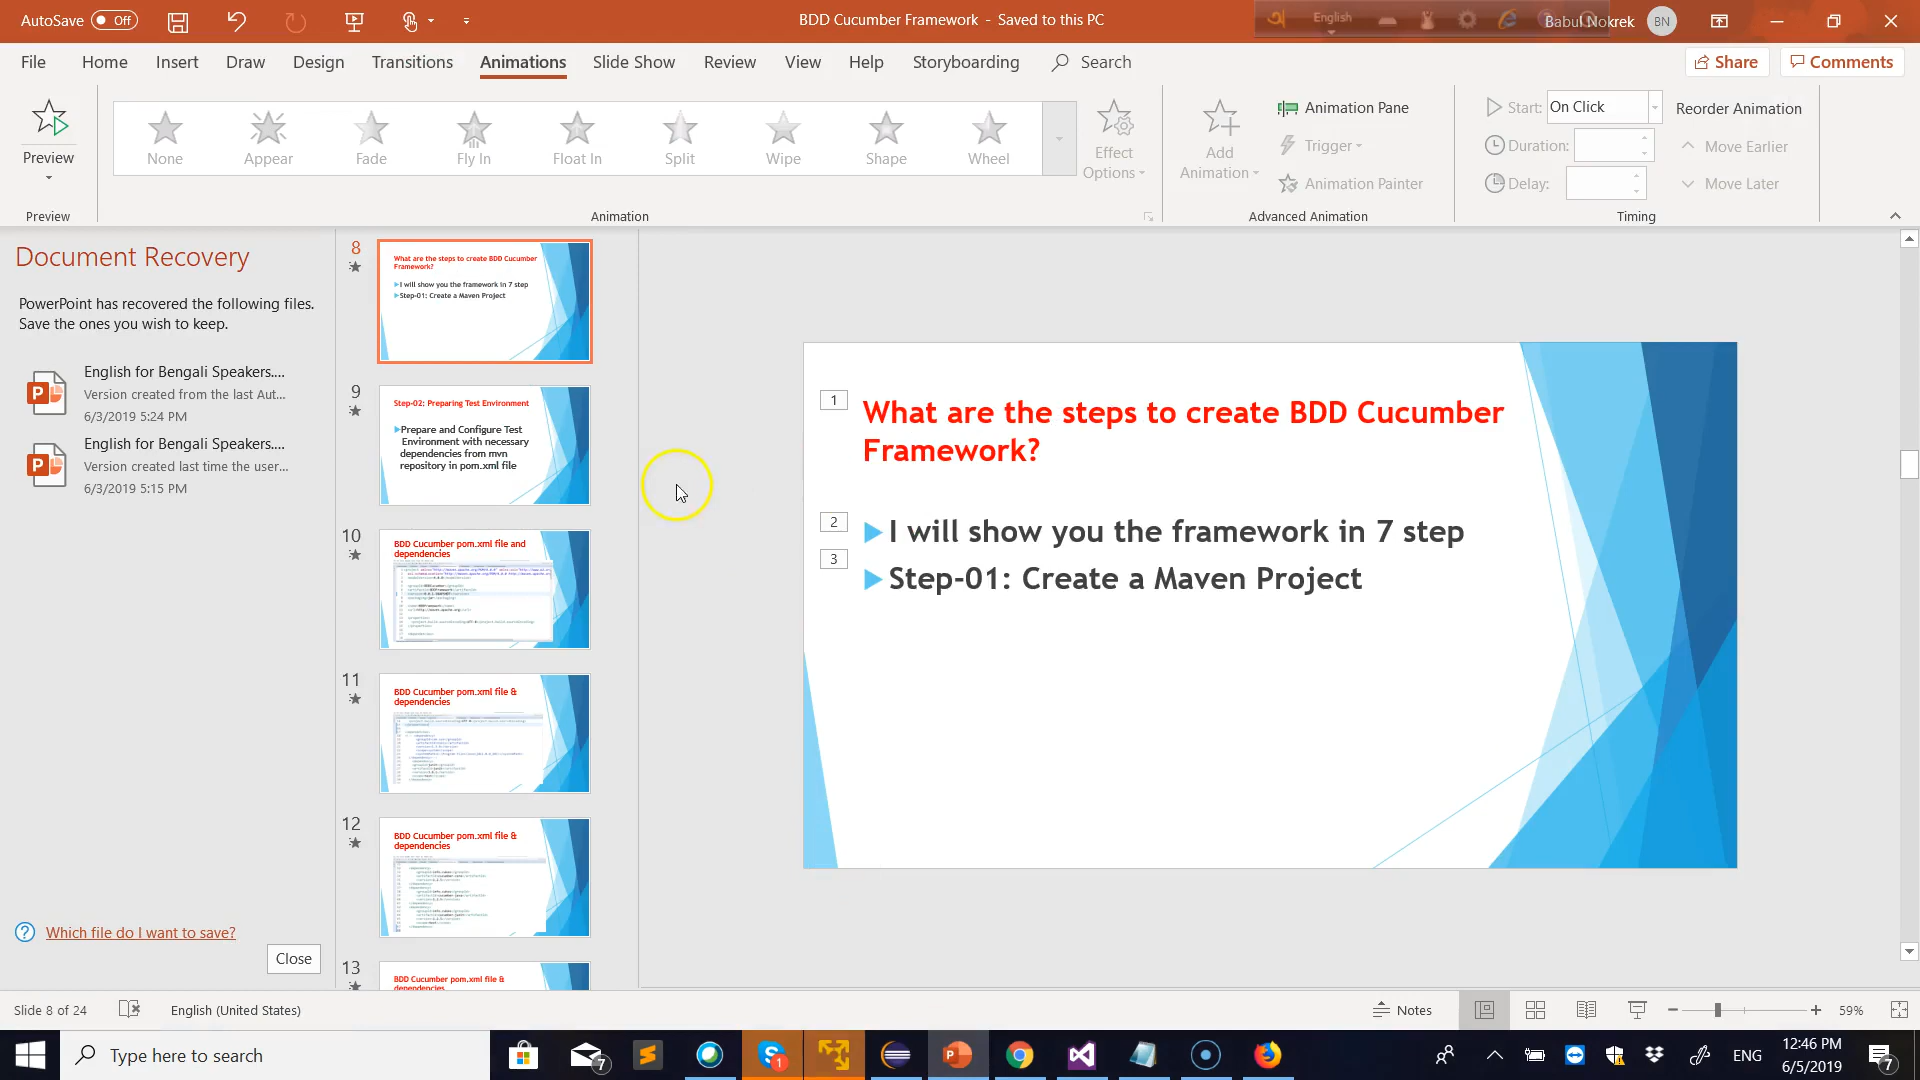 AutoSave Off
BDD Cucumber Framework - Saved to this PC
English
Babul Nokrek BN
File Home Insert Draw Design Transitions Animations Slide Show Review View Help Storyboarding Search Share Comments
Preview
None Appear Fade Fly In Float In Split Wipe Shape Wheel
Effect Options
Add Animation
Animation Pane
Trigger
Animation Painter
Start: On Click
Duration:
Delay:
Reorder Animation
Move Earlier
Move Later
Preview Animation Advanced Animation Timing
Document Recovery
PowerPoint has recovered the following files.
Save the ones you wish to keep.
English for Bengali Speakers....
Version created from the last Aut...
6/3/2019 5:24 PM
English for Bengali Speakers....
Version created last time the user...
6/3/2019 5:15 PM
Which file do I want to save?
Close
8
What are the steps to create BDD Cucumber
Framework?
I will show you the framework in 7 step
Step-01: Create a Maven Project
9
Step-02: Preparing Test Environment
Prepare and Configure Test
Environment with necessary
dependencies from mvn
repository in pom.xml file
10
BDD Cucumber pom.xml file and
dependencies
11
BDD Cucumber pom.xml file &
dependencies
12
BDD Cucumber pom.xml file &
dependencies
13
BDD Cucumber pom.xml file &
dependencies
1
What are the steps to create BDD Cucumber
Framework?
2
I will show you the framework in 7 step
3
Step-01: Create a Maven Project
Slide 8 of 24 English (United States) Notes 59%
Type here to search
7
1
ENG
12:46 PM
6/5/2019
7